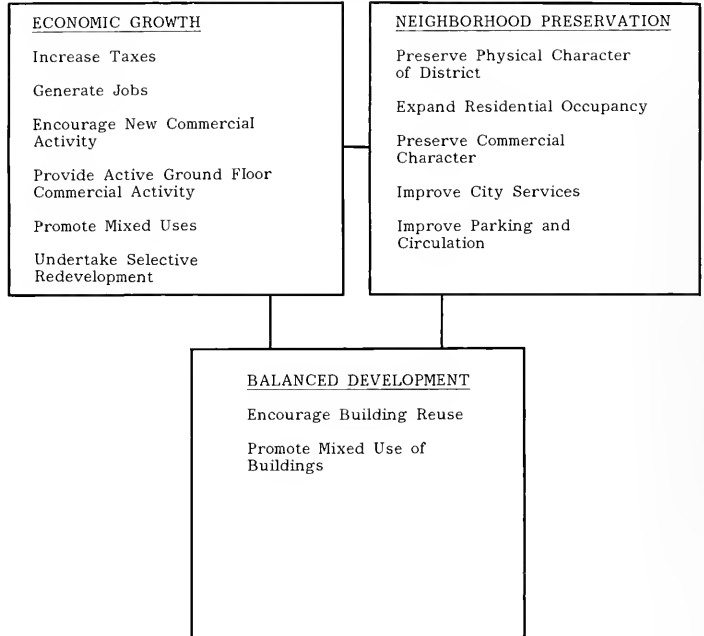 ECONOMIC GROWTH
Increase Taxes
Generate Jobs
Encourage New Commercial
Activity
Provide Active Ground Floor
Commercial Activity
Promote Mixed Uses
Undertake Selective
Redevelopment
NEIGHBORHOOD PRESERVATION
Preserve Physical Character
of District
Expand Residential Occupancy
Preserve Commercial
Character
Improve City Services
Improve Parking and
Circulation
BALANCED DEVELOPMENT
Encourage Building Reuse
Promote Mixed Use of
Buildings